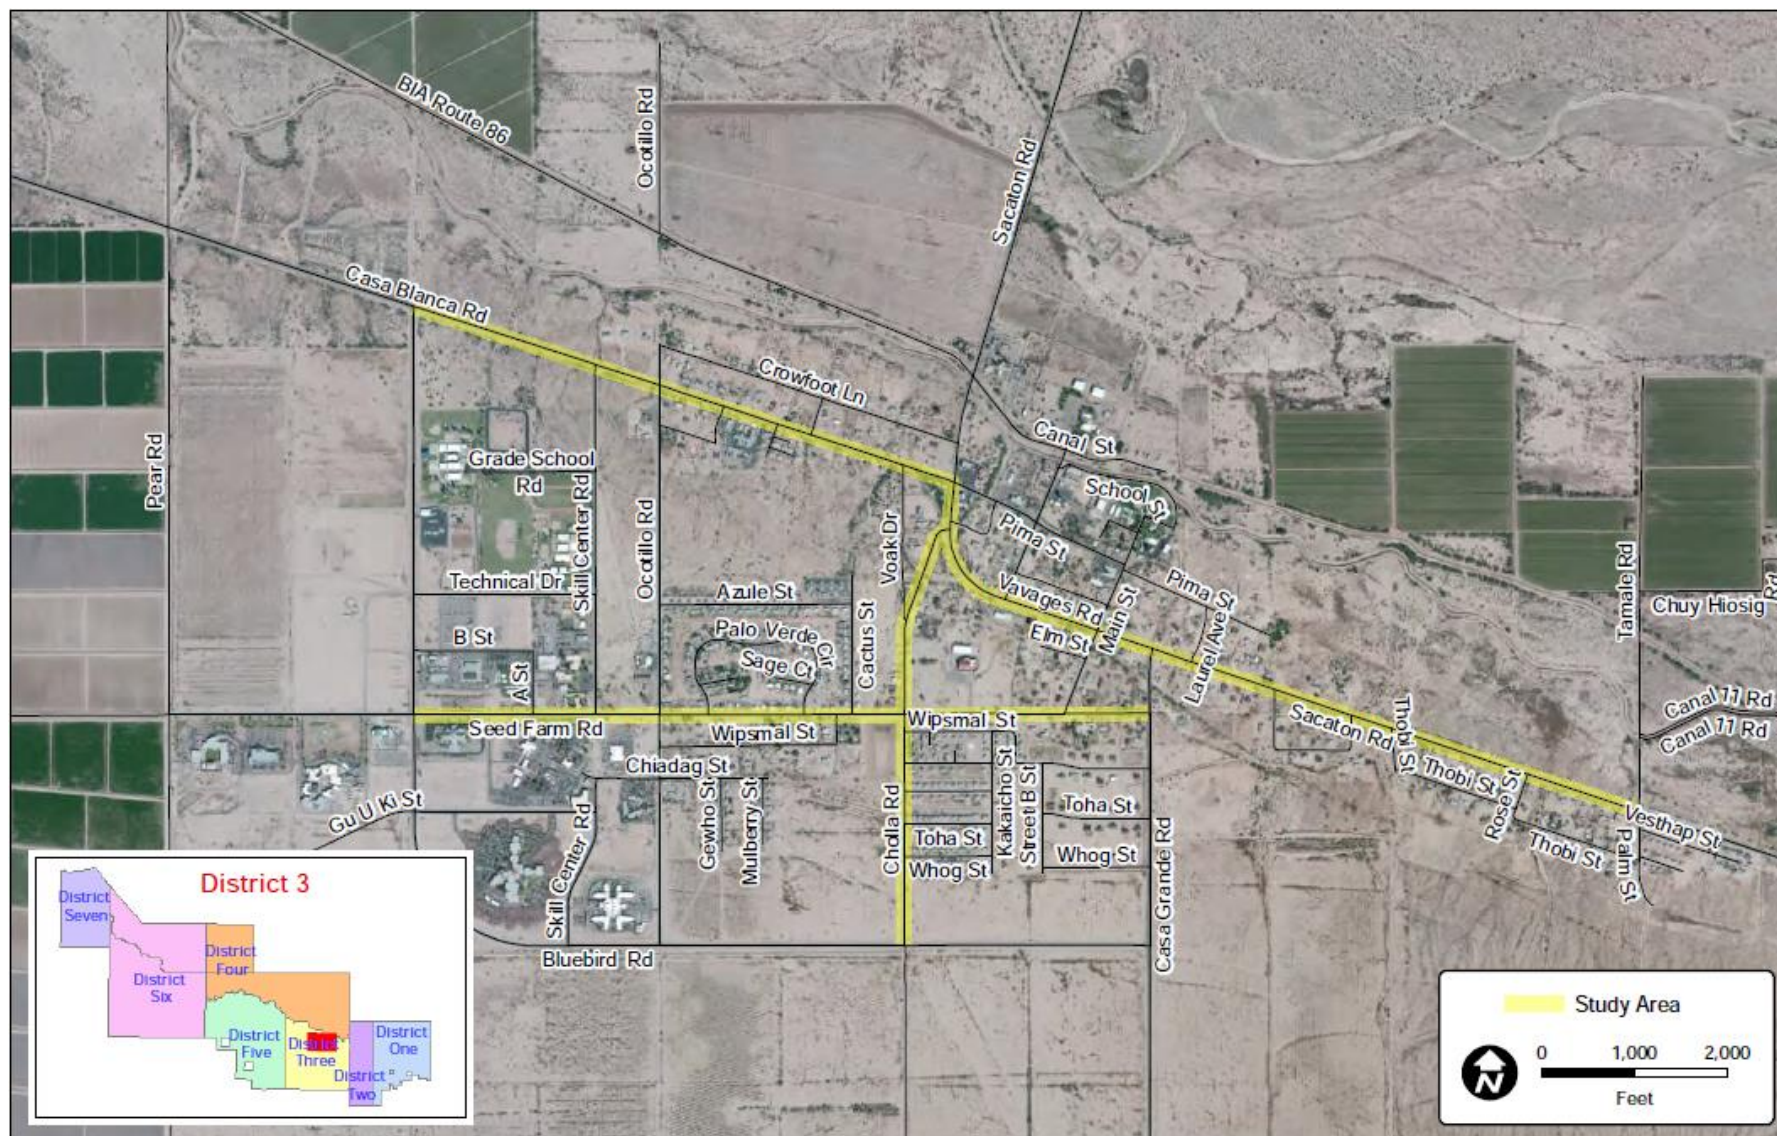 BIA Route 86
Ocotillo Rd
Sacaton Rd
Casa Blanca Rd
Crowfoot Ln
Canal St
Pear Rd
Grade School
Rd
Skill Center Rd
Ocotillo Rd
Voak Dr
School St
Pima St
Pima St
Technical Dr
Azule St
Vavages Rd
Main St
Tamale Rd
Rd
Chuy Hiosig
B St
Palo Verde
Cir
Sage Ct
Cactus St
Elm St
Laurel Ave
A St
Canal 11 Rd
Canal 11 Rd
Seed Farm Rd
Wipsmal St
Wipsmal St
Sacaton Rd
Thobi St
Thobi St
Chiadag St
Gewho St
Mulberry St
Cholla Rd
Kakaicho St
Street B St
Toha St
Rose St
Vesthap St
Gu U Ki St
Skill Center Rd
Toha St
Whog St
Whog St
Casa Grande Rd
Thobi St
Palm St
Bluebird Rd
District 3
District
Seven
District
Four
District
Six
District
Five
District
Three
District
Two
District
One
Study Area
N
0 1,000 2,000
Feet